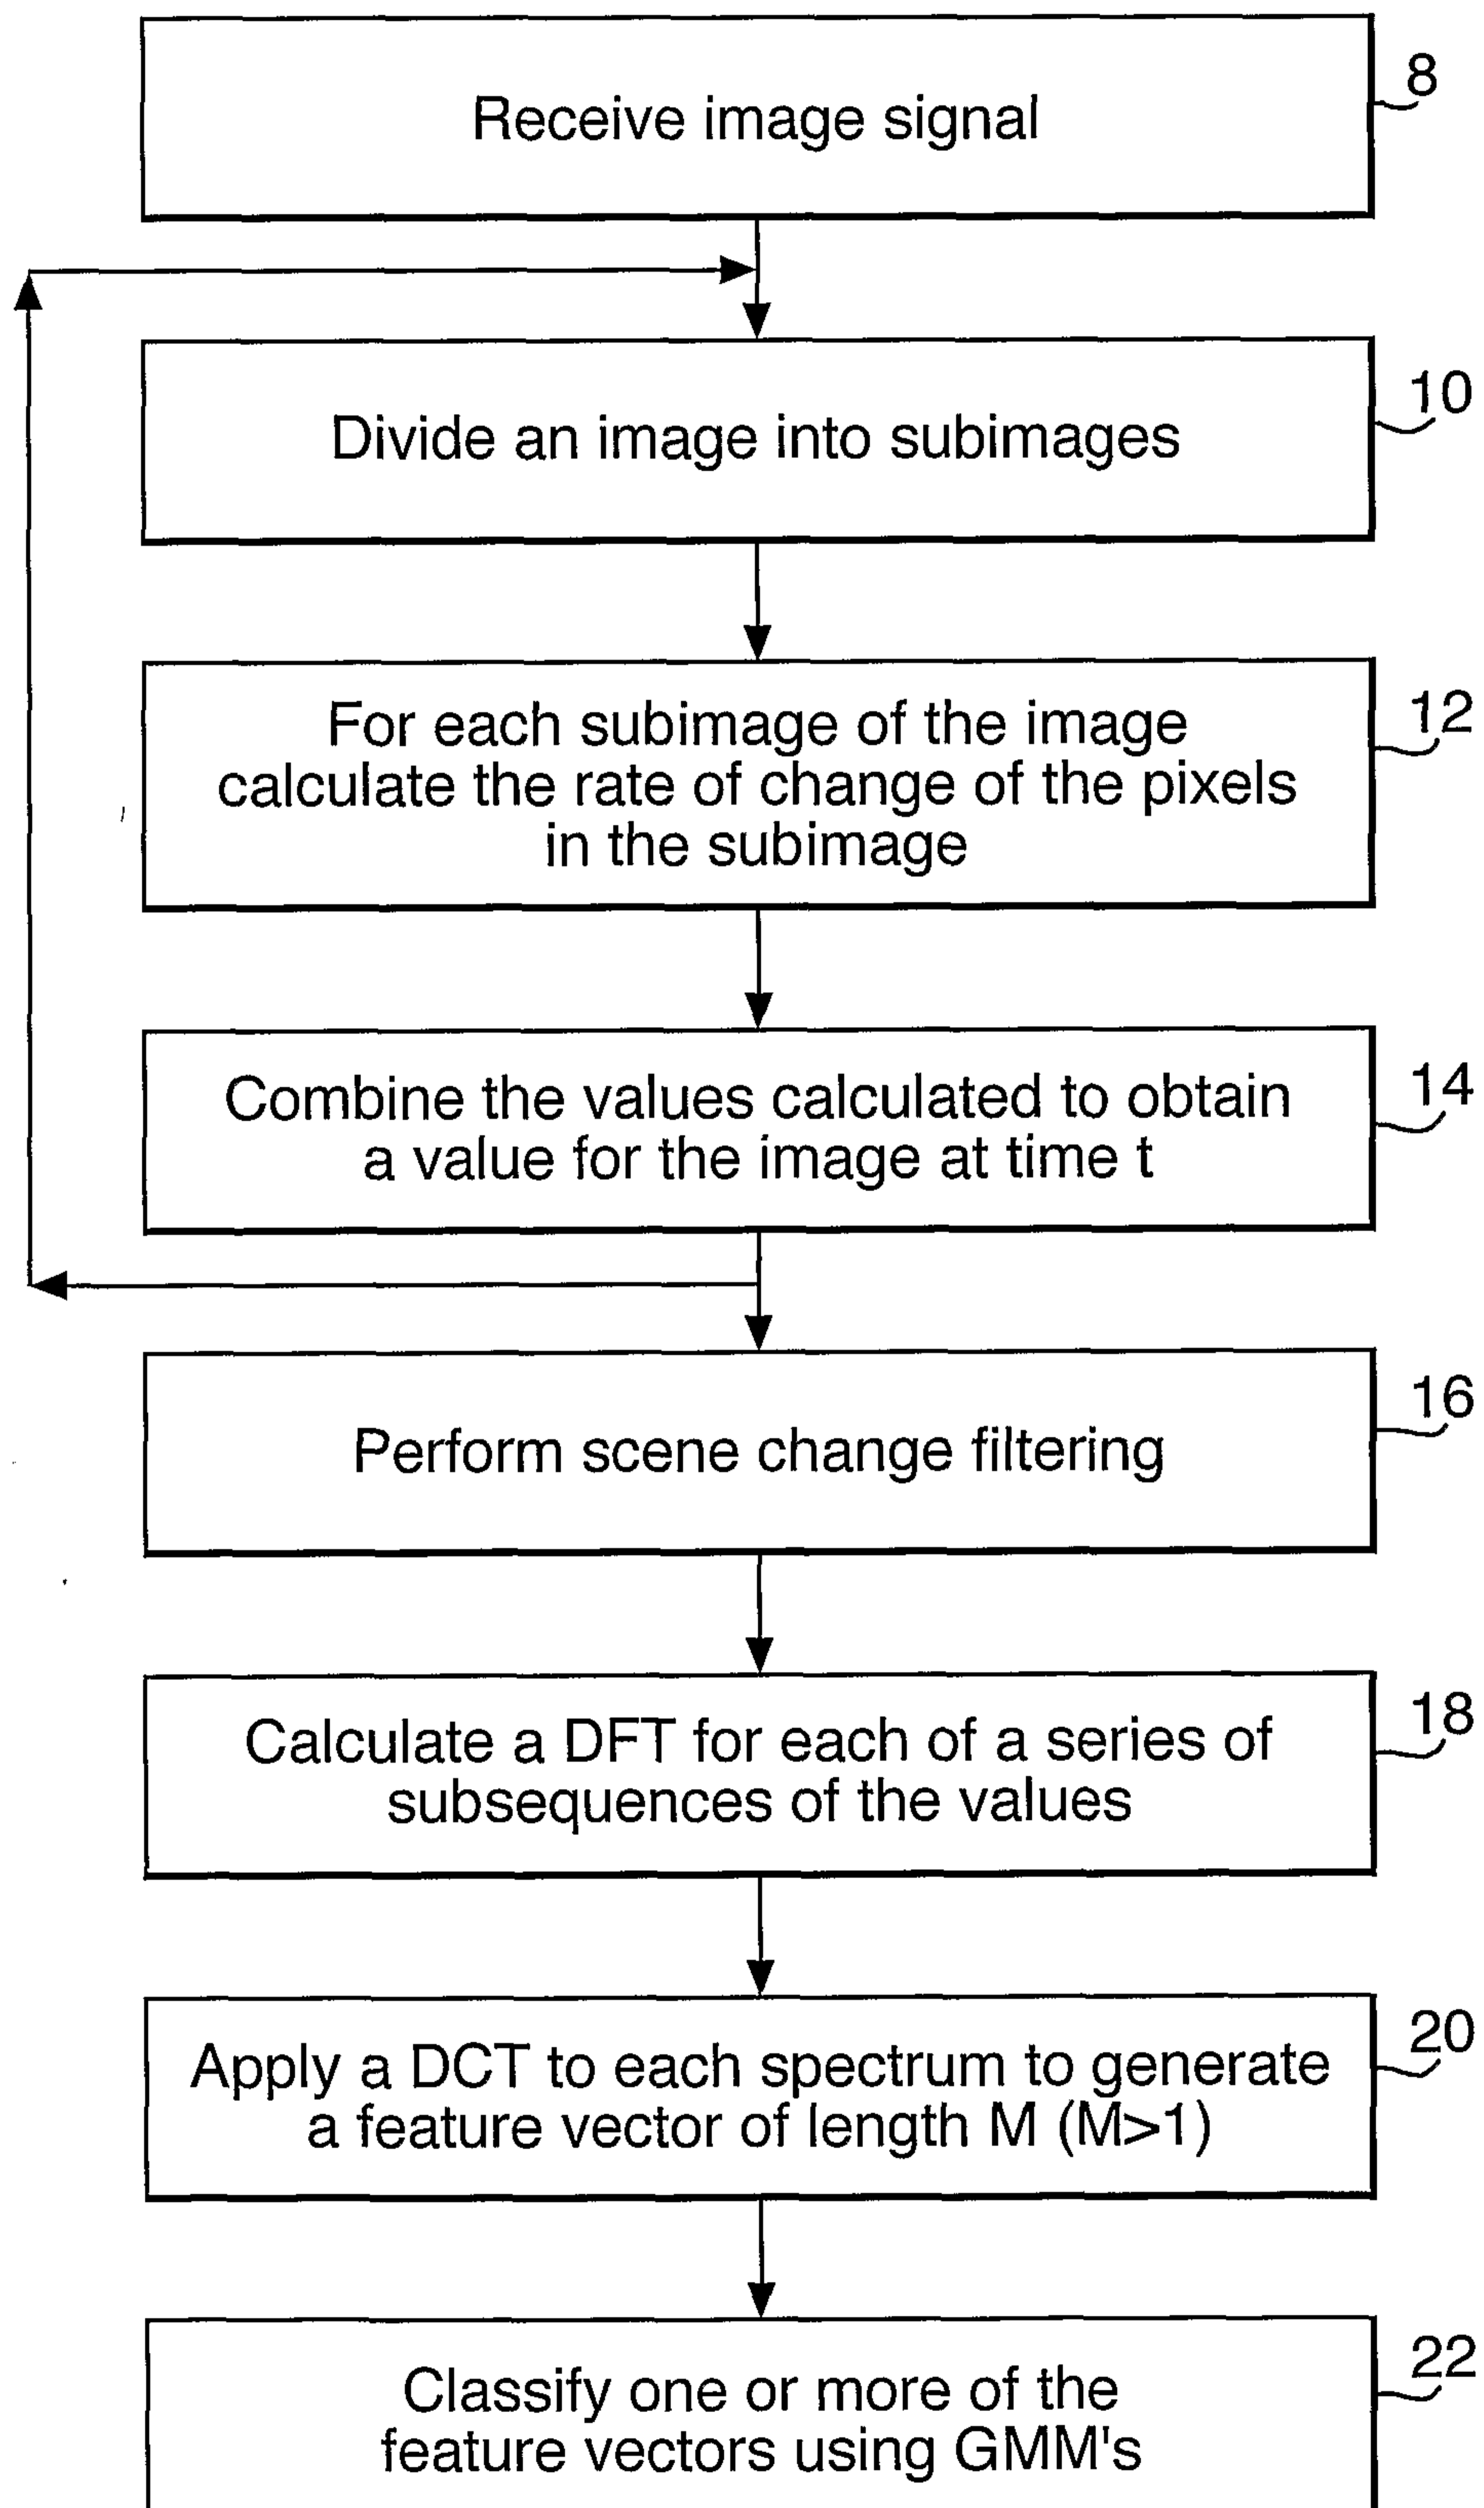 Receive image signal
8
Divide an image into subimages
10
For each subimage of the image
calculate the rate of change of the pixels
in the subimage
12
Combine the values calculated to obtain
a value for the image at time t
14
Perform scene change filtering
16
Calculate a DFT for each of a series of
subsequences of the values
18
Apply a DCT to each spectrum to generate
a feature vector of length M (M>1)
20
Classify one or more of the
feature vectors using GMM's
22